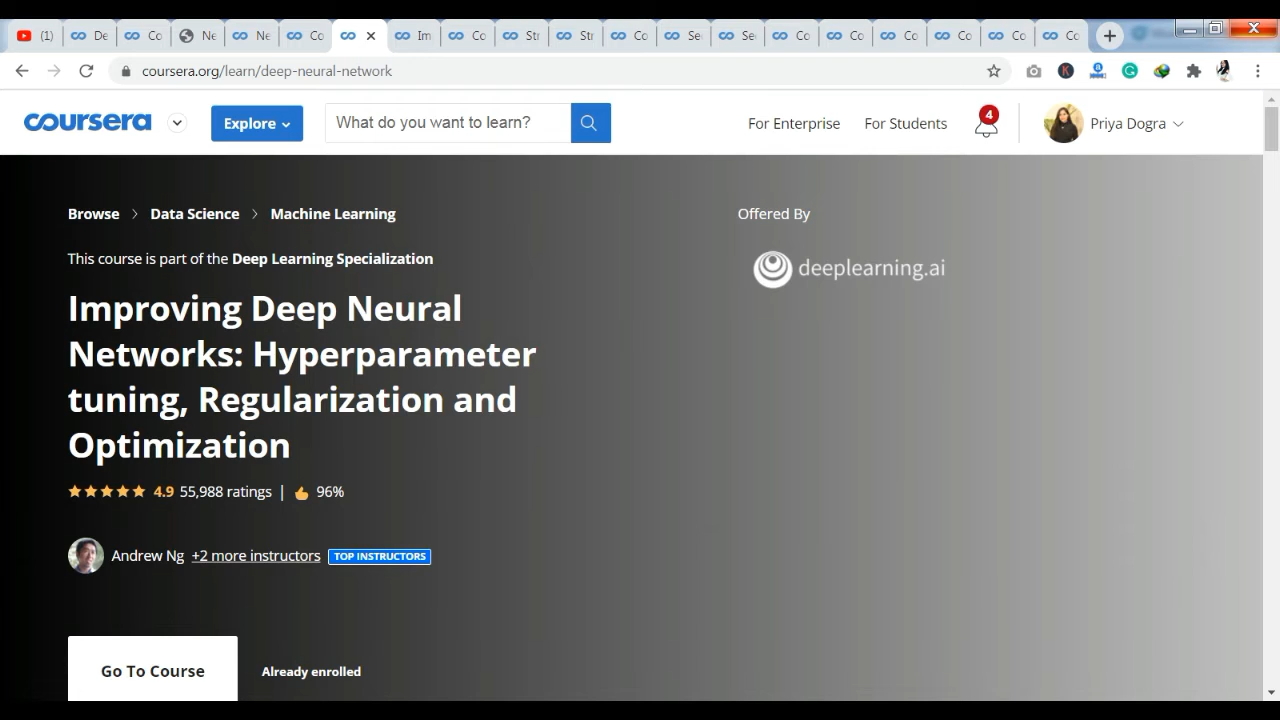 (1) De Co Ne Ne Co Im Co St Str Co Se Se Co Co Co Co Co Co
coursera.org/learn/deep-neural-network
coursera Explore What do you want to learn? For Enterprise For Students 4 Priya Dogra
Browse > Data Science > Machine Learning
Offered By
This course is part of the Deep Learning Specialization
deeplearning.ai
Improving Deep Neural
Networks: Hyperparameter
tuning, Regularization and
Optimization
4.9 55,988 ratings | 96%
Andrew Ng +2 more instructors TOP INSTRUCTORS
Go To Course Already enrolled